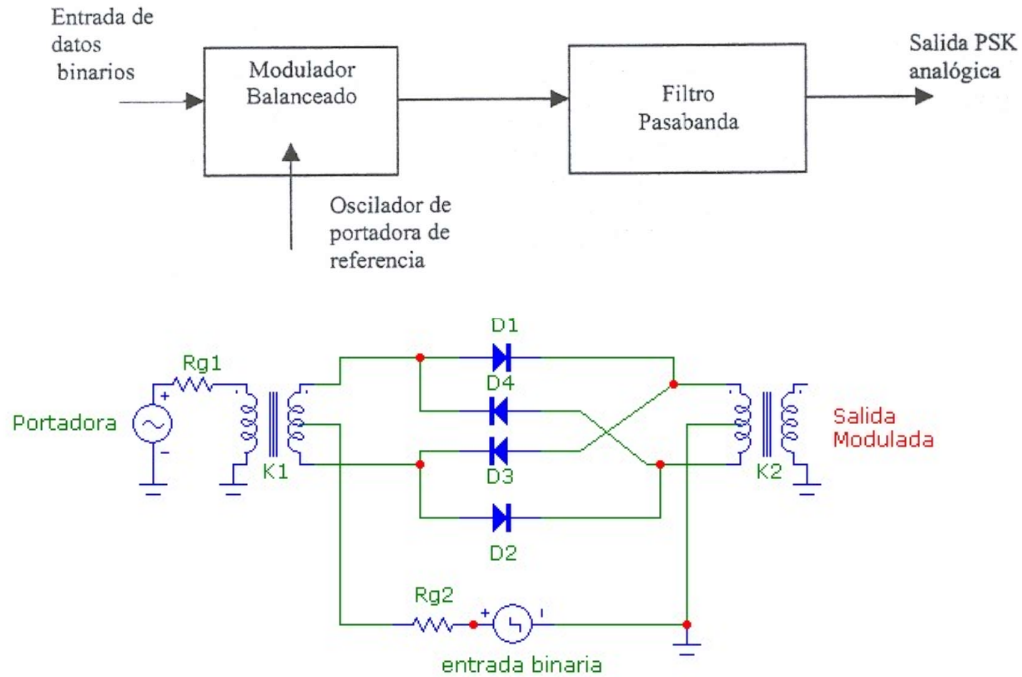 Entrada de
datos
binarios
Modulador
Balanceado
Filtro
Pasabanda
Salida PSK
analógica
Oscilador de
portadora de
referencia
D1
Rg1
D4
Portadora
+
-
K1
D3
K2
Salida
Modulada
D2
Rg2
+
-
entrada binaria